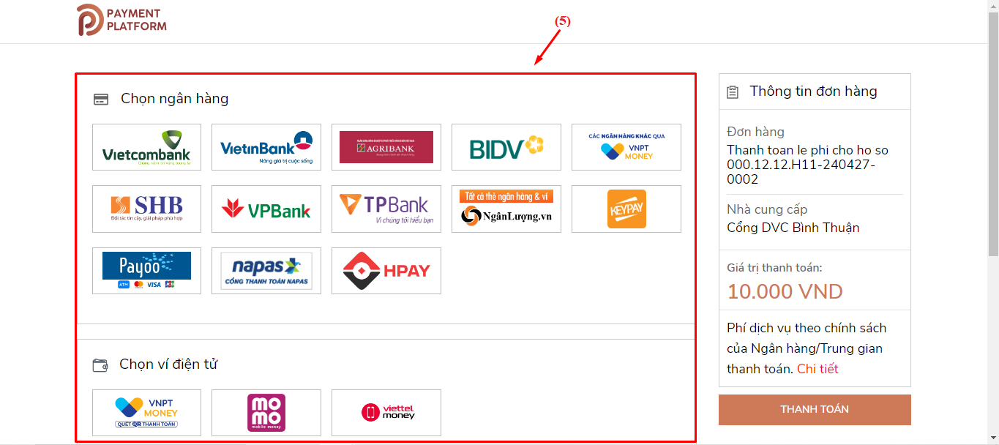 PAYMENT
PLATFORM
(5)
Chọn ngân hàng
Vietcombank
VietinBank
Nâng giá trị cuộc sống
AGRIBANK
BIDV
CÁC NGÂN HÀNG KHÁC QUA
VNPT
MONEY
SHB
Đối tác tin cậy, giải pháp phù hợp
VPBank
TPBank
Vì chúng tôi hiểu bạn
Tất cả thẻ ngân hàng & ví
NgânLượng.vn
KEYPAY
Payoo
ATM
VISA
JCB
napas
CỔNG THANH TOÁN NAPAS
HPAY
Chọn ví điện tử
VNPT
MONEY
QUÉT QR THANH TOÁN
mo
mo
mobile money
viettel
money
Thông tin đơn hàng
Đơn hàng
Thanh toan le phi cho ho so
000.12.12.H11-240427-
0002
Nhà cung cấp
Cổng DVC Bình Thuận
Giá trị thanh toán:
10.000 VND
Phí dịch vụ theo chính sách
của Ngân hàng/Trung gian
thanh toán. Chi tiết
THANH TOÁN